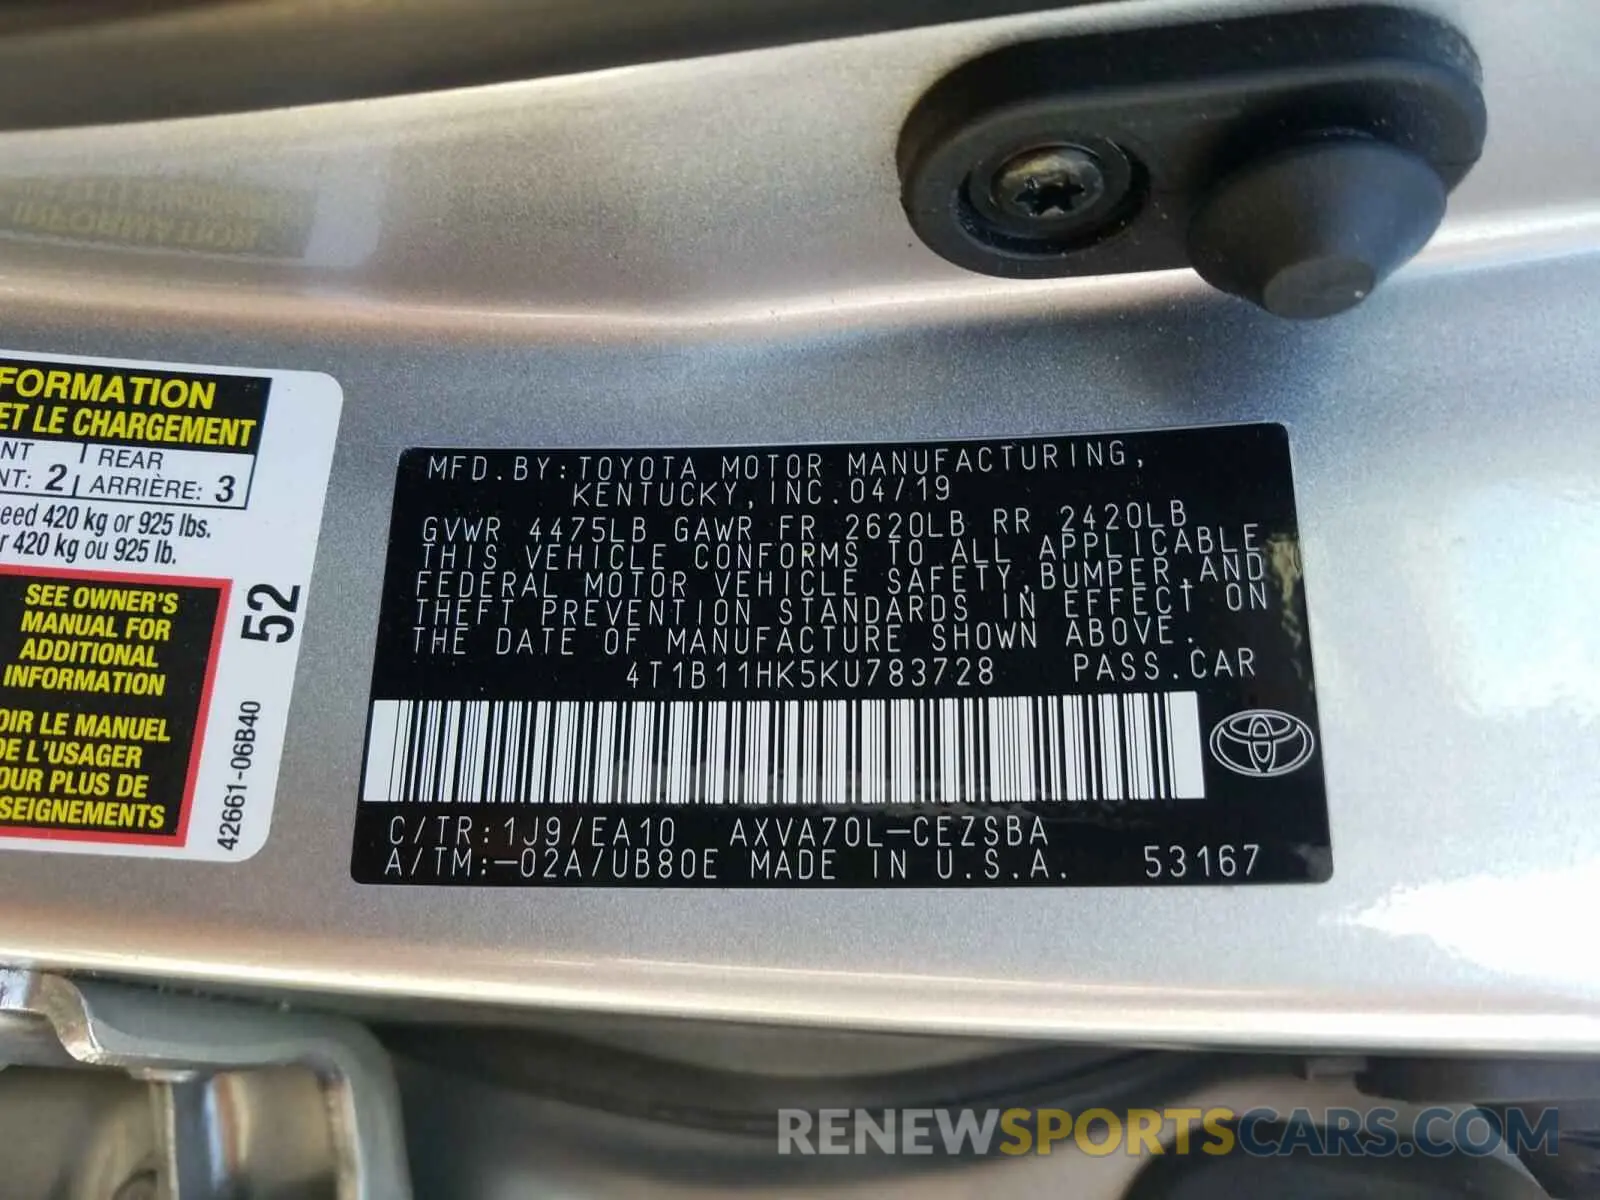 FORMATION
ET LE CHARGEMENT
NT REAR
NT: 2 ARRIÈRE: 3
eed 420 kg or 925 lbs.
r 420 kg ou 925 lb.
SEE OWNER'S
MANUAL FOR
ADDITIONAL
INFORMATION
OIR LE MANUEL
DE L'USAGER
OUR PLUS DE
SEIGNEMENTS
52
42661-06B40
MFD.BY:TOYOTA MOTOR MANUFACTURING,
KENTUCKY,INC.04/19
GVWR 4475LB GAWR FR 2620LB RR 2420LB
THIS VEHICLE CONFORMS TO ALL APPLICABLE
FEDERAL MOTOR VEHICLE SAFETY,BUMPER,AND
THEFT PREVENTION STANDARDS IN EFFECT ON
THE DATE OF MANUFACTURE SHOWN ABOVE.
4T1B11HK5KU783728 PASS.CAR
C/TR:1J9/EA10 AXVA70L-CEZSBA
A/TM:-02A/UB80E MADE IN U.S.A. 53167
RENEWSPORTSCARS.COM